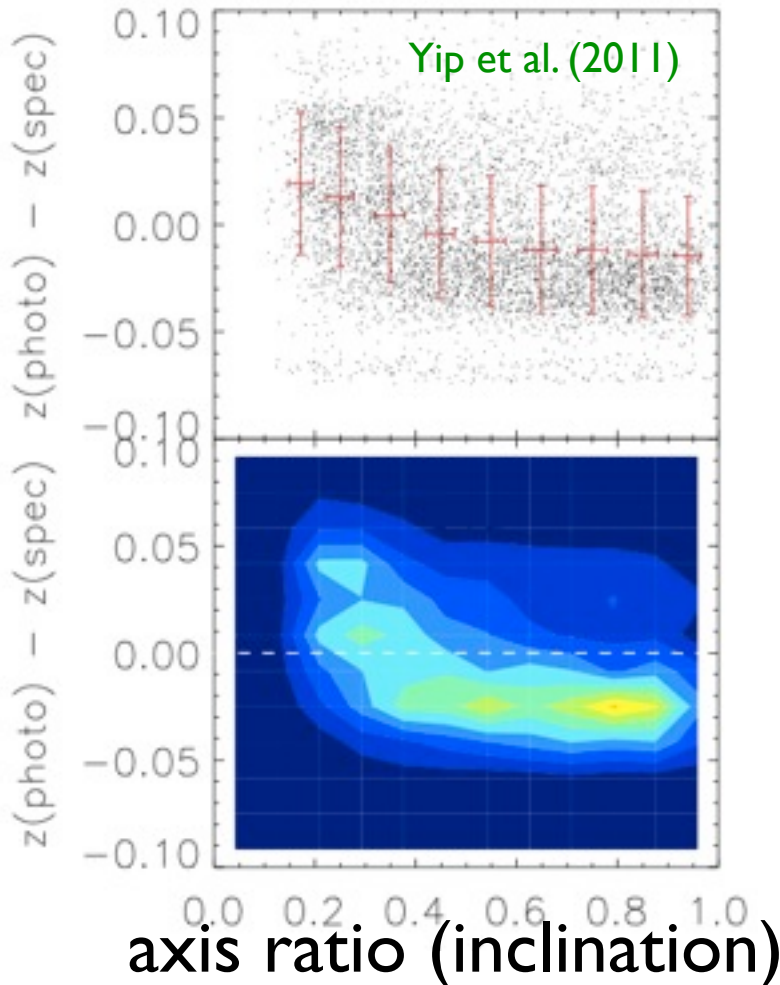 0.10
Yip et al. (2011)
0.05
0.00
−0.05
−0.10
z(photo) − z(spec)
0.10
0.05
0.00
−0.05
−0.10
z(photo) − z(spec)
0.0 0.2 0.4 0.6 0.8 1.0
axis ratio (inclination)